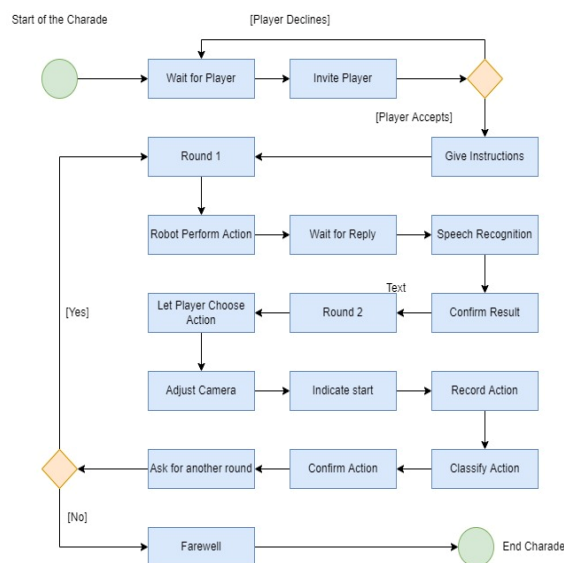 Start of the Charade
[Player Declines]
Wait for Player
Invite Player
[Player Accepts]
Round 1
Give Instructions
Robot Perform Action
Wait for Reply
Speech Recognition
Text
[Yes]
Let Player Choose
Action
Round 2
Confirm Result
Adjust Camera
Indicate start
Record Action
Ask for another round
Confirm Action
Classify Action
[No]
Farewell
End Charade